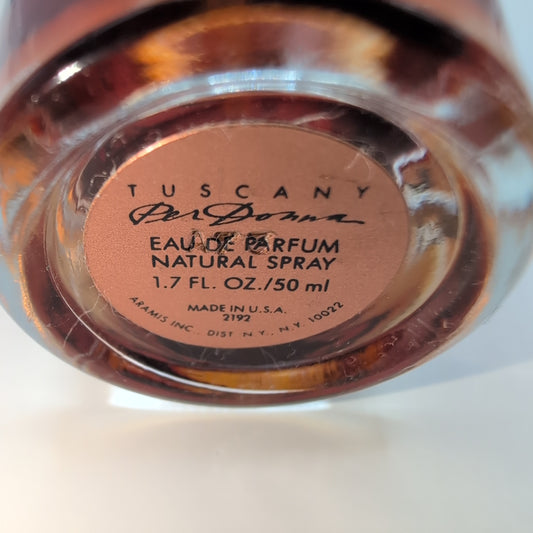 TUSCANY
Per Donna
EAU DE PARFUM
NATURAL SPRAY
1.7 FL. OZ./50 ml
MADE IN U.S.A.
2192
ARAMIS INC., DIST N.Y., N.Y. 10022